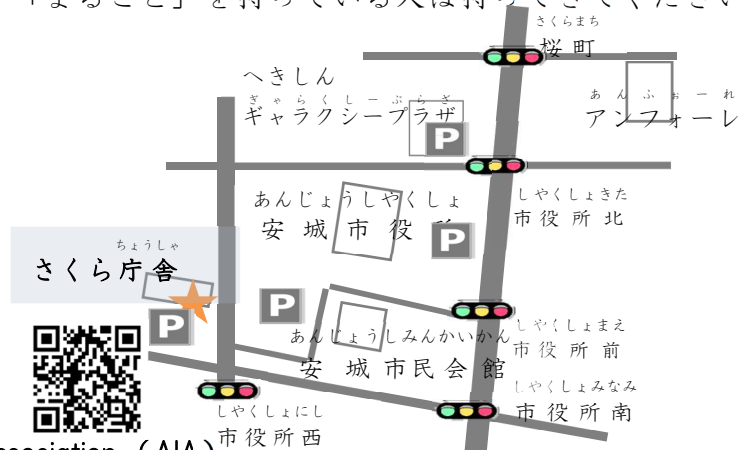 「まるごと」を持っている人は持ってきてください
さくらまち
桜町
へきしん
ぎゃらくしーぷらざ
ギャラクシープラザ
P
あんふぉーれ
アンフォーレ
あんじょうしやくしょ
安城市役所
P
しやくしょきた
市役所北
ちょうしゃ
さくら庁舎
P
P
あんじょうしみんかいかん
安城市民会館
しやくしょまえ
市役所前
しやくしょにし
市役所西
しやくしょみなみ
市役所南
Association （AIA）